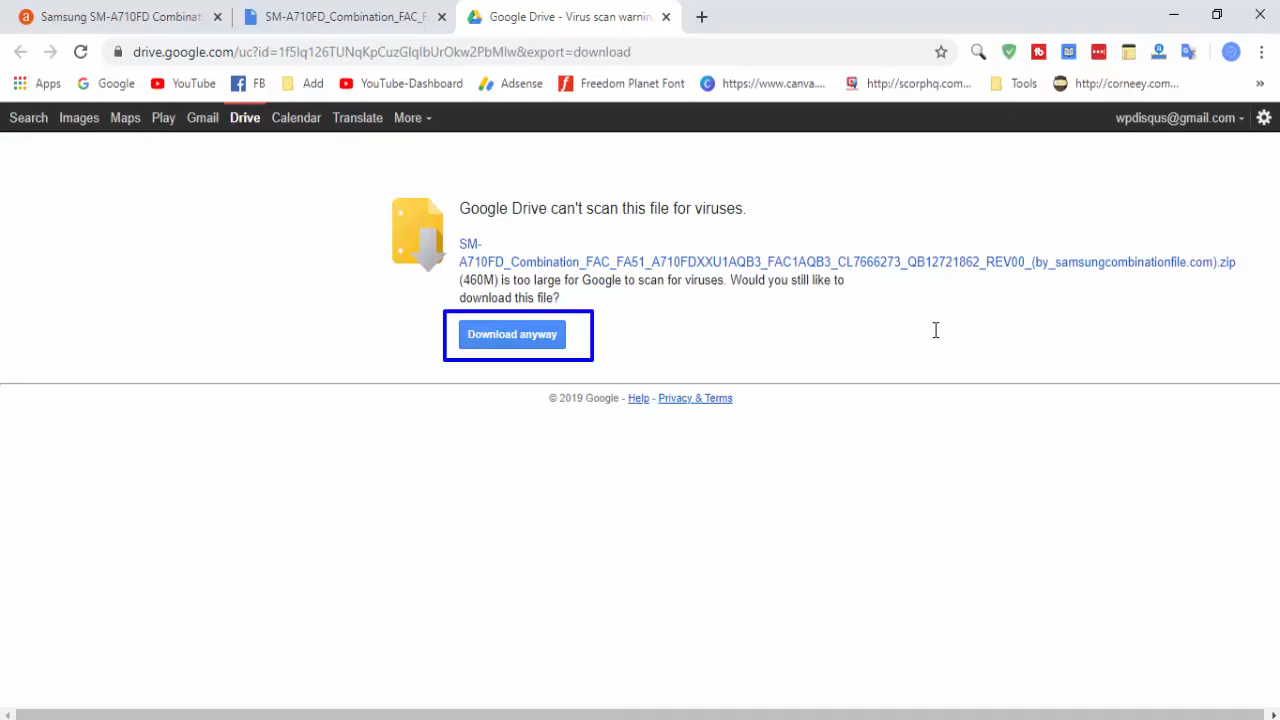 Samsung SM-A710FD Combinat
SM-A710FD_Combination_FAC_F
Google Drive - Virus scan warnin
drive.google.com/uc?id=1f5Iq126TUNqKpCuzGIqIbUrOkw2PbMIw&export=download
Apps Google YouTube FB Add YouTube-Dashboard Adsense Freedom Planet Font https://www.canva.... http://scorphq.com... Tools http://corneey.com... »
Search Images Maps Play Gmail Drive Calendar Translate More wpdisqus@gmail.com
Google Drive can't scan this file for viruses.
SM-
A710FD_Combination_FAC_FA51_A710FDXXU1AQB3_FAC1AQB3_CL7666273_QB12721862_REV00_(by_samsungcombinationfile.com).zip
(460M) is too large for Google to scan for viruses. Would you still like to
download this file?
Download anyway
© 2019 Google - Help - Privacy & Terms